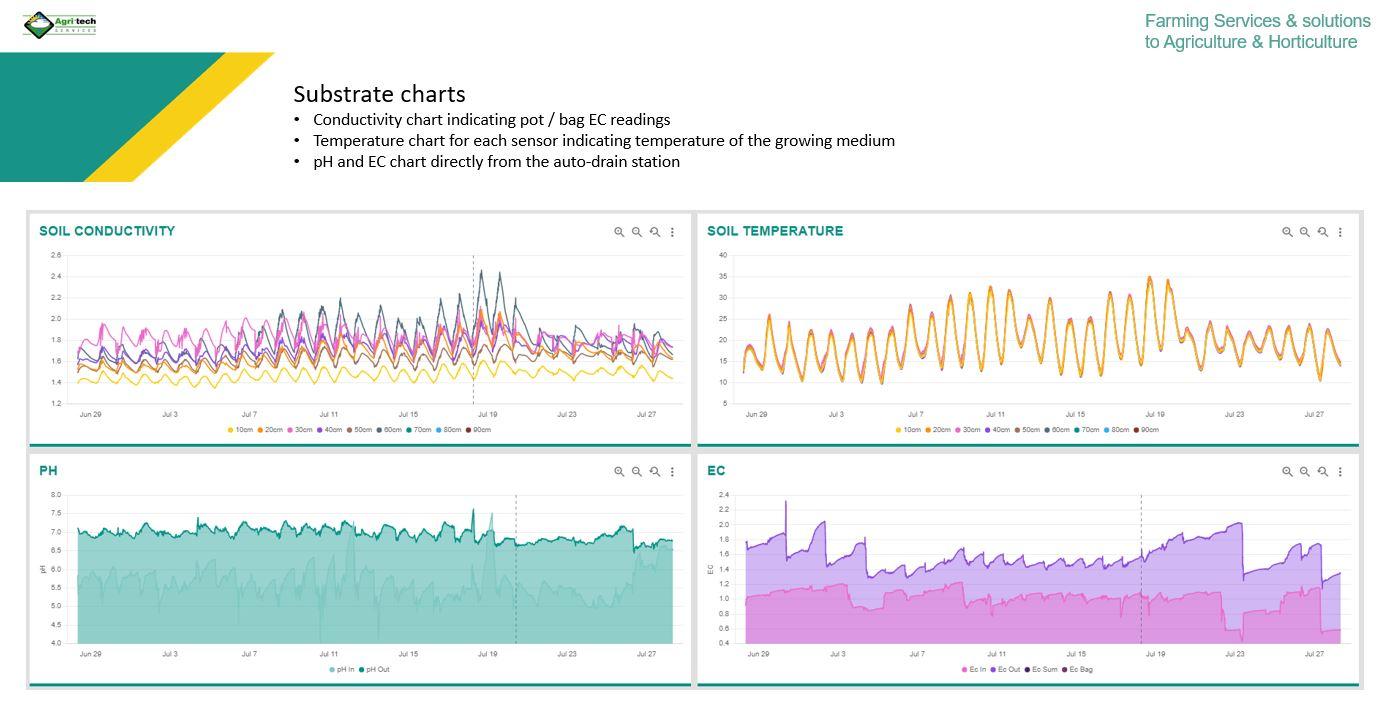 Agri·tech
SERVICES
Farming Services & solutions
to Agriculture & Horticulture
Substrate charts
• Conductivity chart indicating pot / bag EC readings
• Temperature chart for each sensor indicating temperature of the growing medium
• pH and EC chart directly from the auto-drain station
SOIL CONDUCTIVITY
2.6
2.4
2.2
2.0
1.8
1.6
1.4
1.2
Jun 29 Jul 3 Jul 7 Jul 11 Jul 15 Jul 19 Jul 23 Jul 27
10cm 20cm 30cm 40cm 50cm 60cm 70cm 80cm 90cm
SOIL TEMPERATURE
40
35
30
25
20
15
10
5
Jun 29 Jul 3 Jul 7 Jul 11 Jul 15 Jul 19 Jul 23 Jul 27
10cm 20cm 30cm 40cm 50cm 60cm 70cm 80cm 90cm
PH
8.0
7.5
7.0
6.5
6.0
5.5
5.0
4.5
4.0
pH
Jun 29 Jul 3 Jul 7 Jul 11 Jul 15 Jul 19 Jul 23 Jul 27
pH In pH Out
EC
2.4
2.2
2.0
1.8
1.6
1.4
1.2
1.0
0.8
0.6
0.4
EC
Jun 29 Jul 3 Jul 7 Jul 11 Jul 15 Jul 19 Jul 23 Jul 27
Ec In Ec Out Ec Sum Ec Bag